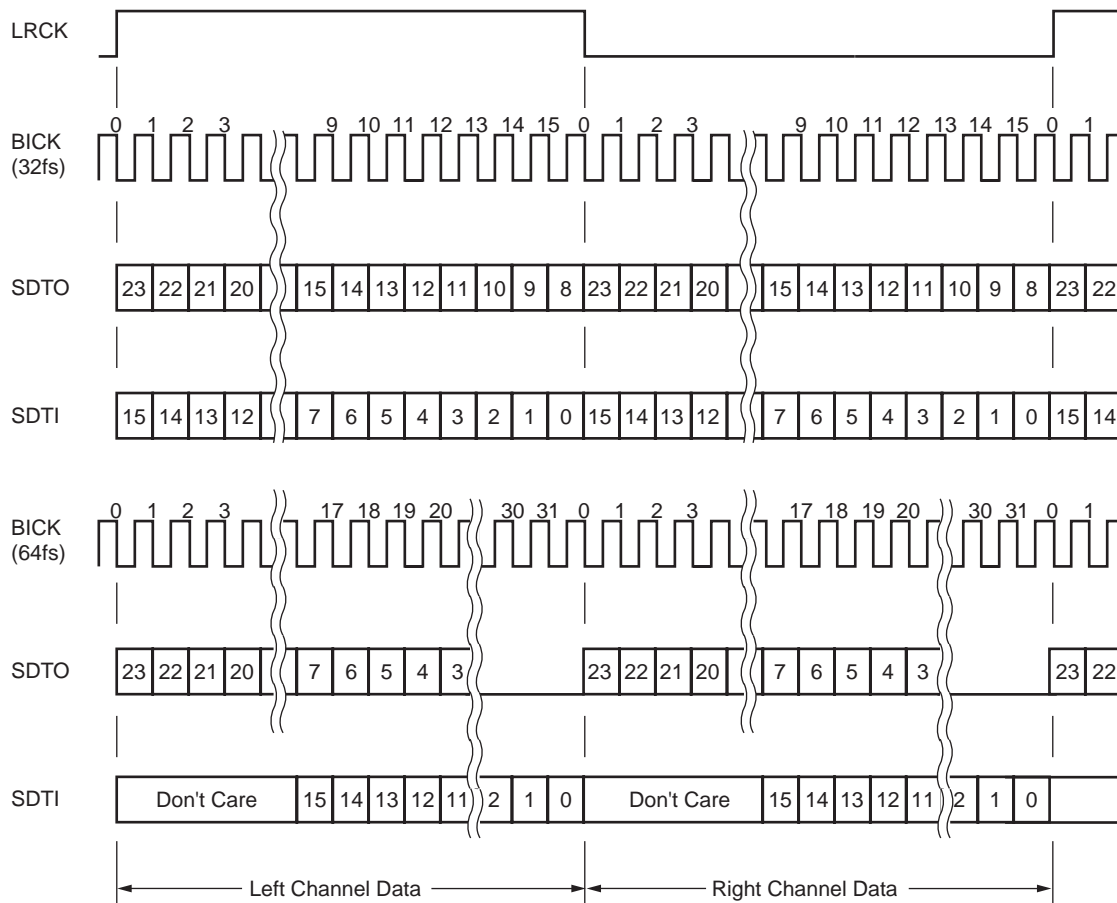 LRCK
0 1 2 3 9 10 11 12 13 14 15 0 1 2 3 9 10 11 12 13 14 15 0 1
BICK
(32fs)
SDTO 23 22 21 20 15 14 13 12 11 10 9 8 23 22 21 20 15 14 13 12 11 10 9 8 23 22
SDTI 15 14 13 12 7 6 5 4 3 2 1 0 15 14 13 12 7 6 5 4 3 2 1 0 15 14
0 1 2 3 17 18 19 20 30 31 0 1 2 3 17 18 19 20 30 31 0 1
BICK
(64fs)
SDTO 23 22 21 20 7 6 5 4 3 23 22 21 20 7 6 5 4 3 23 22
SDTI Don't Care 15 14 13 12 11 2 1 0 Don't Care 15 14 13 12 11 2 1 0
Left Channel Data Right Channel Data